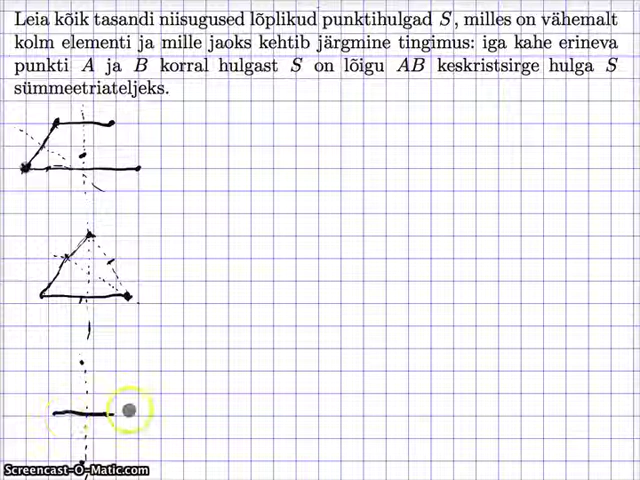 Leia kõik tasandi niisugused lõplikud punktihulgad S, milles on vähemalt
kolm elementi ja mille jaoks kehtib järgmine tingimus: iga kahe erineva
punkti A ja B korral hulgast S on lõigu AB keskristsirge hulga S
sümmeetriateljeks.
Screencast-O-Matic.com